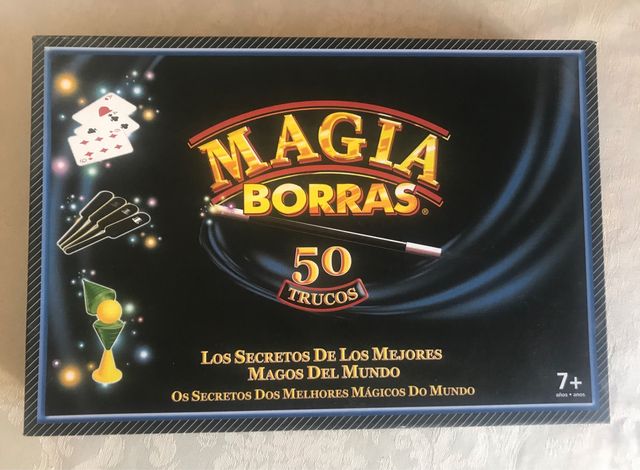 MAGIA
BORRAS®
50
TRUCOS
LOS SECRETOS DE LOS MEJORES
MAGOS DEL MUNDO
OS SECRETOS DOS MELHORES MÁGICOS DO MUNDO
7+
años • anos